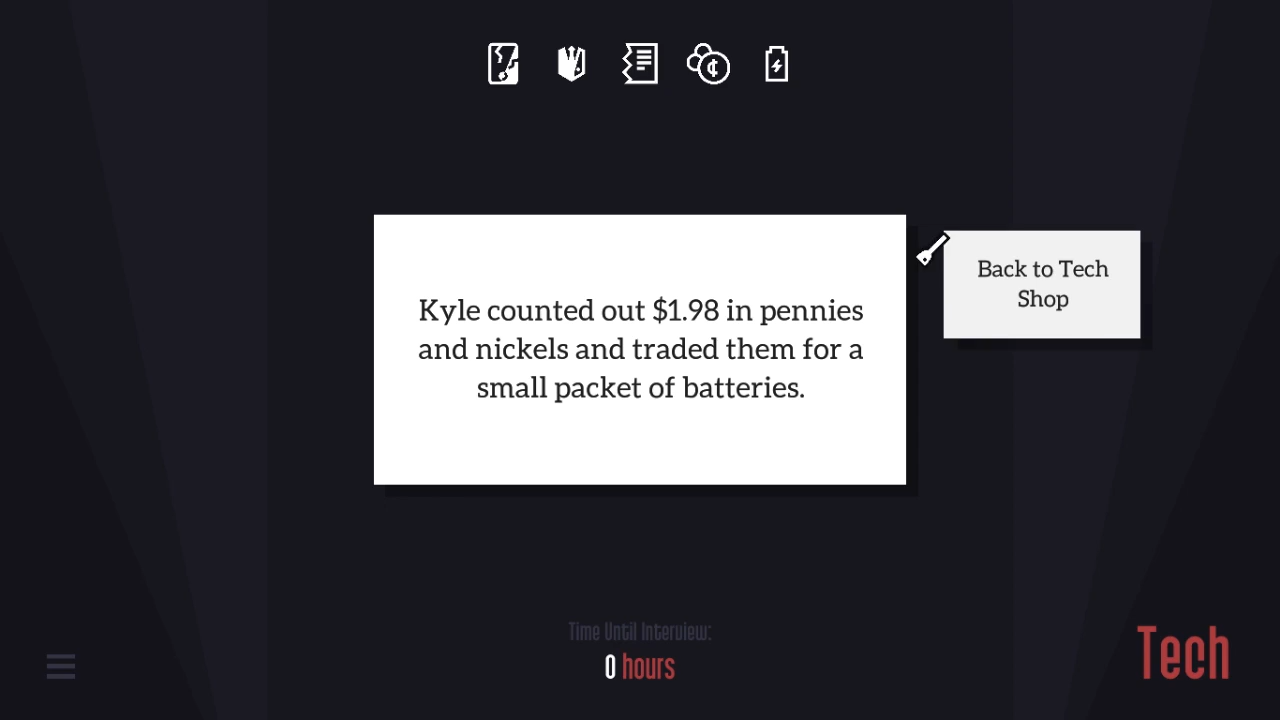 Kyle counted out $1.98 in pennies
and nickels and traded them for a
small packet of batteries.
Back to Tech
Shop
Time Until Interview:
0 hours
Tech